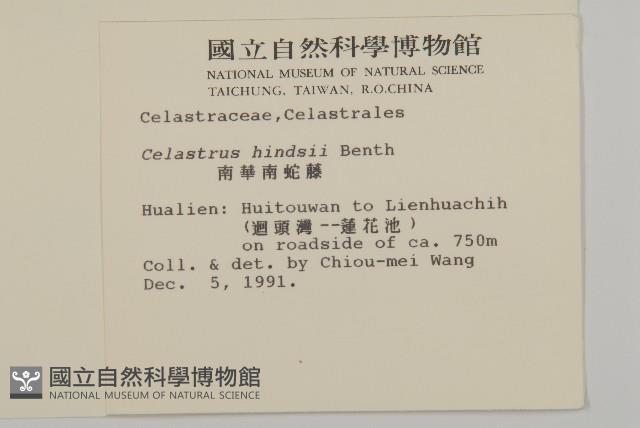 國立自然科學博物館
NATIONAL MUSEUM OF NATURAL SCIENCE
TAICHUNG, TAIWAN, R.O.CHINA
Celastraceae,Celastrales
Celastrus hindsii Benth
南華南蛇藤
Hualien: Huitouwan to Lienhuachih
(迴頭灣--蓮花池)
on roadside of ca. 750m
Coll. & det. by Chiou-mei Wang
Dec. 5, 1991.
國立自然科學博物館
NATIONAL MUSEUM OF NATURAL SCIENCE